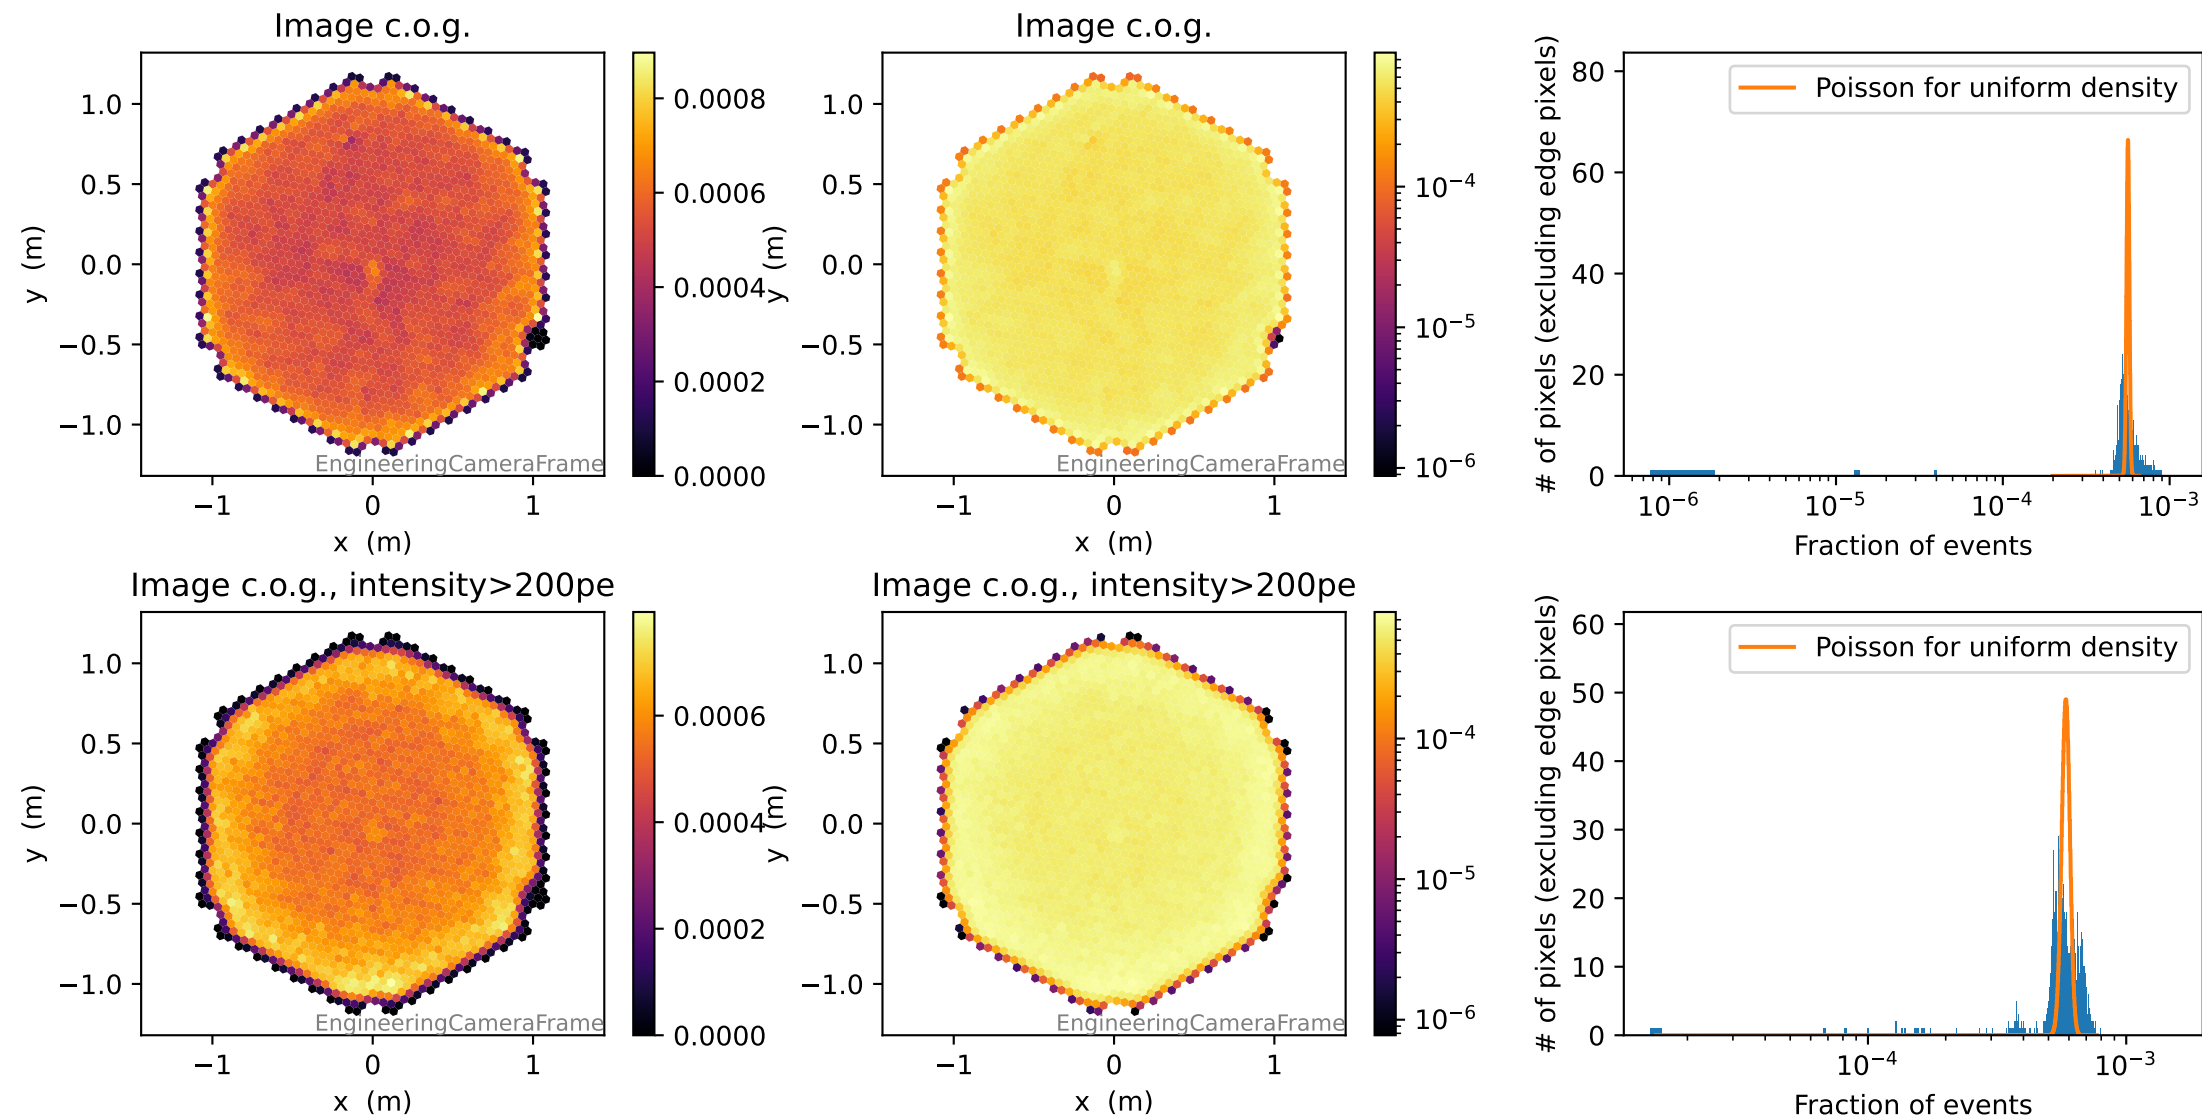 Image c.o.g.
y (m)
1.0
0.5
0.0
−0.5
−1.0
−1
0
1
x (m)
EngineeringCameraFrame
0.0008
0.0006
0.0004
0.0002
0.0000
Image c.o.g.
y (m)
1.0
0.5
0.0
−0.5
−1.0
−1
0
1
x (m)
EngineeringCameraFrame
10⁻⁴
10⁻⁵
10⁻⁶
# of pixels (excluding edge pixels)
80
60
40
20
0
Poisson for uniform density
10⁻⁶
10⁻⁵
10⁻⁴
10⁻³
Fraction of events
Image c.o.g., intensity>200pe
y (m)
1.0
0.5
0.0
−0.5
−1.0
−1
0
1
x (m)
EngineeringCameraFrame
0.0006
0.0004
0.0002
0.0000
Image c.o.g., intensity>200pe
y (m)
1.0
0.5
0.0
−0.5
−1.0
−1
0
1
x (m)
EngineeringCameraFrame
10⁻⁴
10⁻⁵
10⁻⁶
# of pixels (excluding edge pixels)
60
50
40
30
20
10
0
Poisson for uniform density
10⁻⁴
10⁻³
Fraction of events